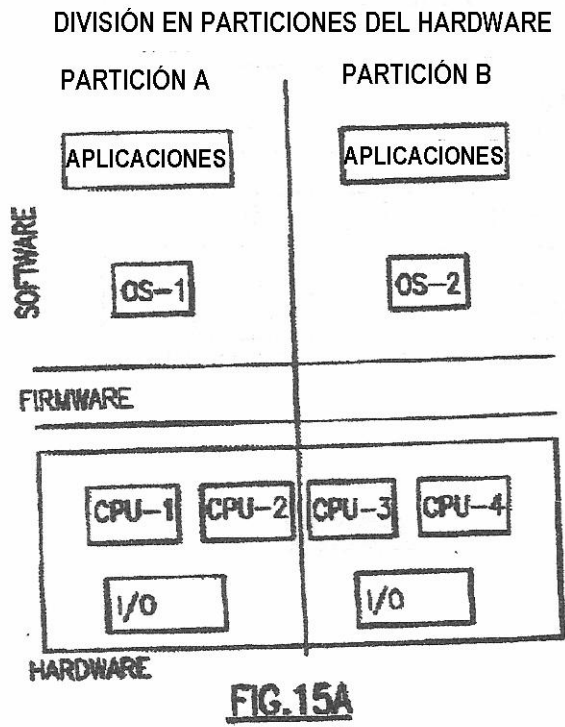 DIVISIÓN EN PARTICIONES DEL HARDWARE
PARTICIÓN A
PARTICIÓN B
APLICACIONES
APLICACIONES
SOFTWARE
OS-1
OS-2
FIRMWARE
CPU-1
CPU-2
CPU-3
CPU-4
I/O
I/O
HARDWARE
FIG.15A